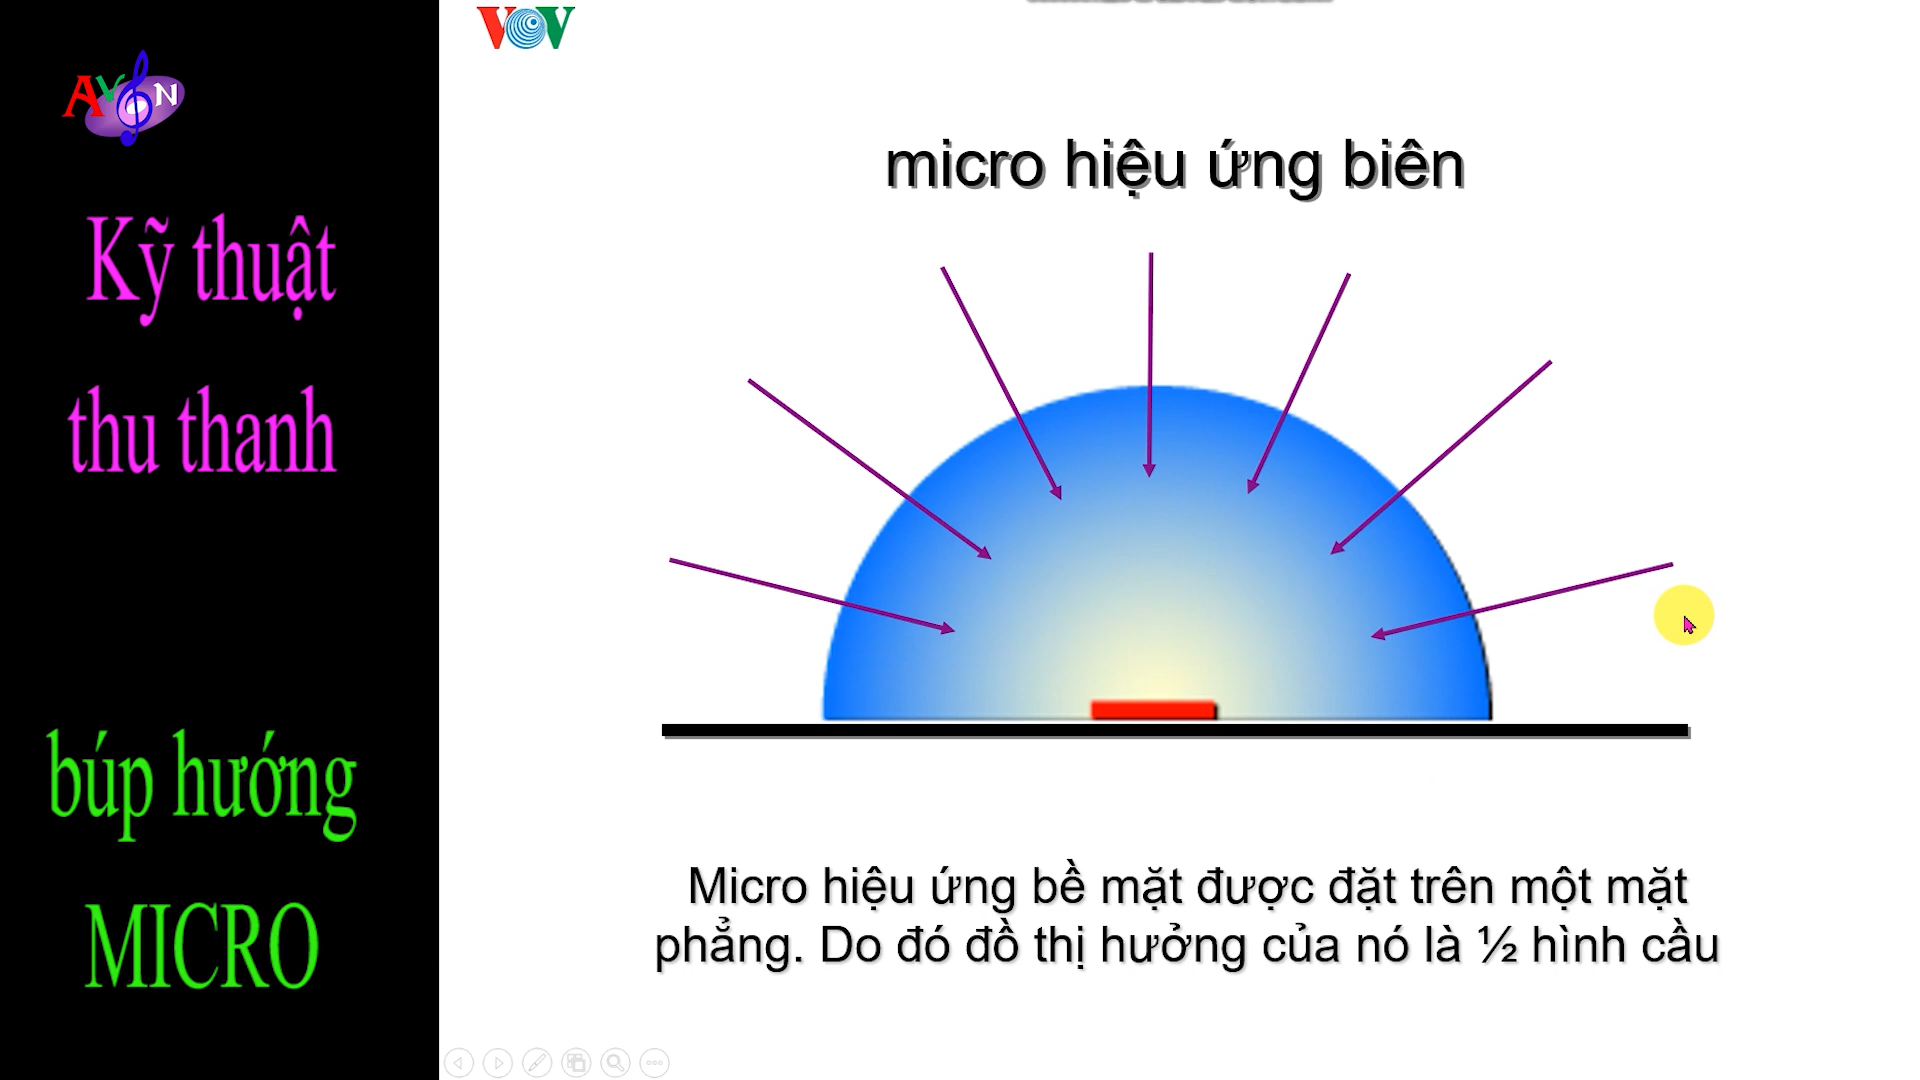 AVON
Kỹ thuật
thu thanh
búp hướng
MICRO
VOV
micro hiệu ứng biên
Micro hiệu ứng bề mặt được đặt trên một mặt
phẳng. Do đó đồ thị hưởng của nó là ½ hình cầu